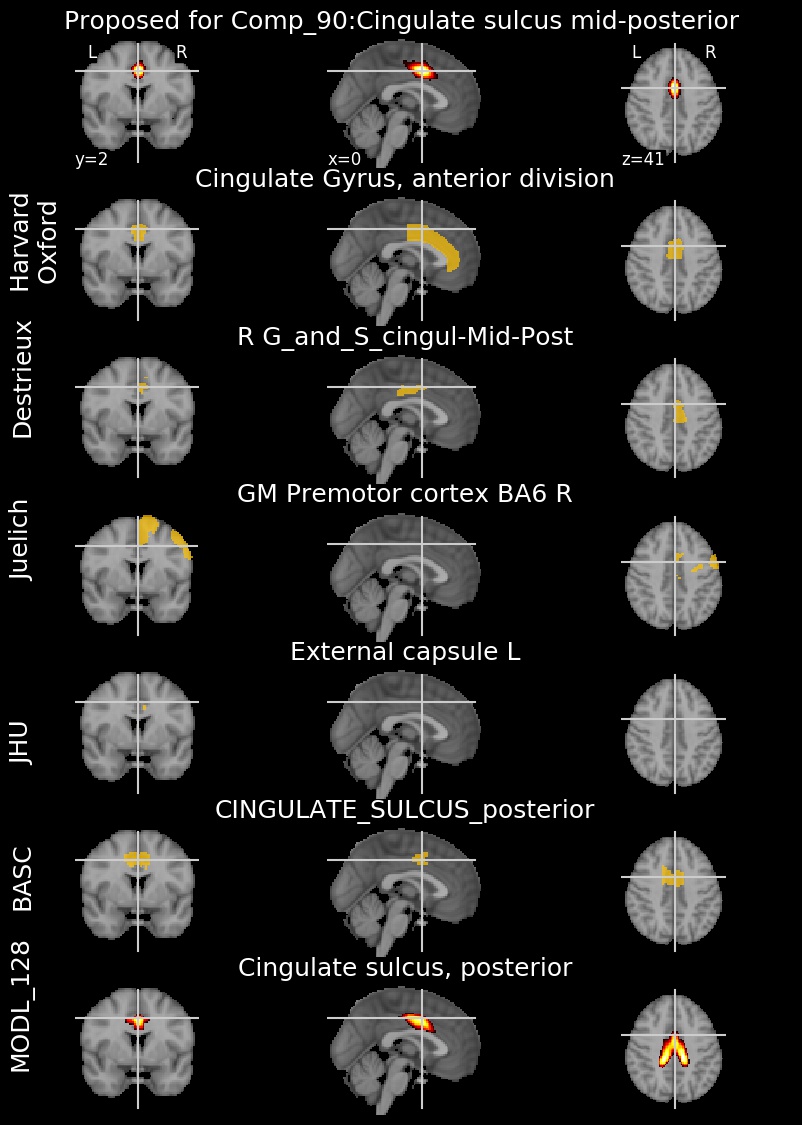 Proposed for Comp_90:Cingulate sulcus mid-posterior
L R
L R
y=2
x=0
z=41
Cingulate Gyrus, anterior division
Harvard
Oxford
R G_and_S_cingul-Mid-Post
Destrieux
GM Premotor cortex BA6 R
Juelich
External capsule L
JHU
CINGULATE_SULCUS_posterior
BASC
Cingulate sulcus, posterior
MODL_128